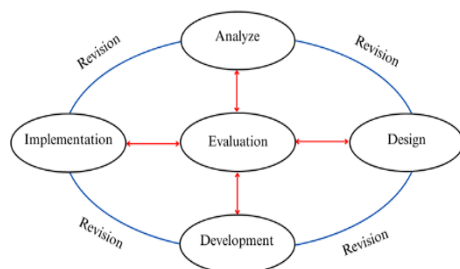 Analyze
Revision
Revision
Implementation
Evaluation
Design
Revision
Development
Revision